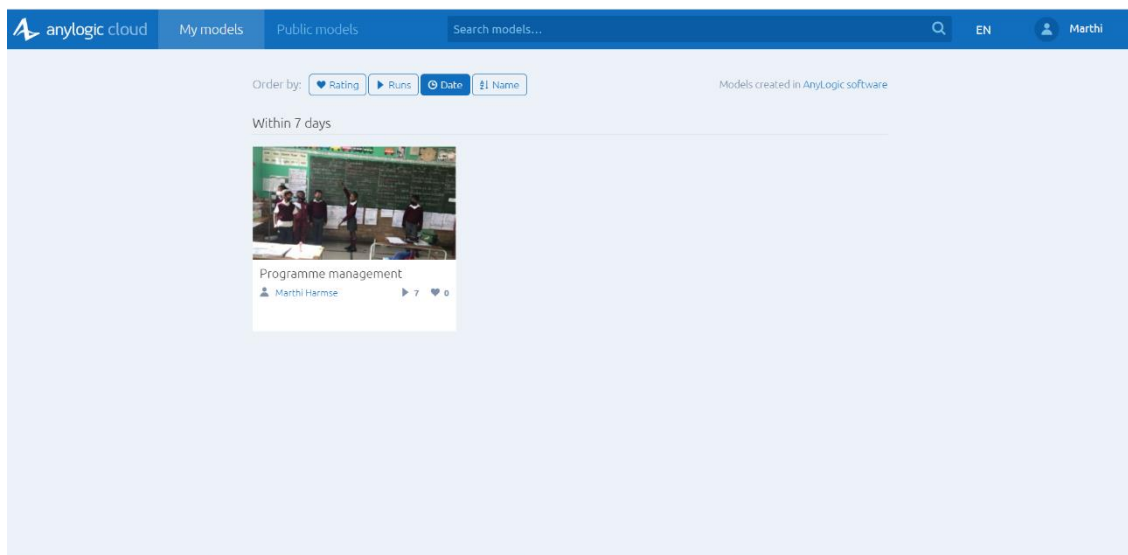 anylogic cloud My models Public models Search models... EN Marthi
Order by: Rating Runs Date Name Models created in AnyLogic software
Within 7 days
Programme management
Marthi Harmse 7 0